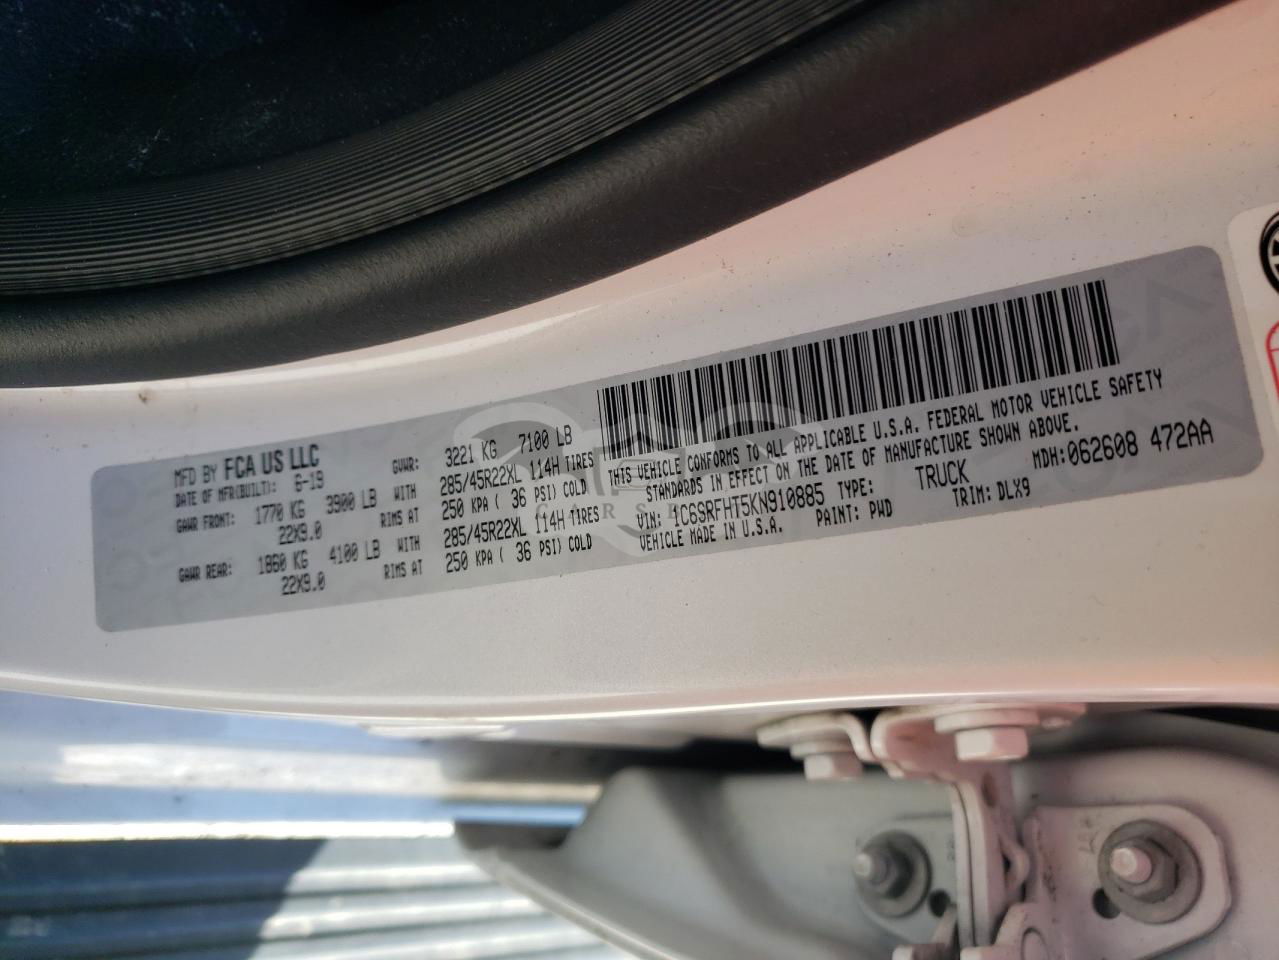 MFD BY FCA US LLC
DATE OF MFR(BUILT): 6-19
GVWR: 3221 KG 7100 LB
GAWR FRONT: 1770 KG 3900 LB WITH 285/45R22XL 114H TIRES
22X9.0 RIMS AT 250 KPA ( 36 PSI) COLD
GAWR REAR: 1860 KG 4100 LB WITH 285/45R22XL 114H TIRES
22X9.0 RIMS AT 250 KPA ( 36 PSI) COLD
THIS VEHICLE CONFORMS TO ALL APPLICABLE U.S.A. FEDERAL MOTOR VEHICLE SAFETY
STANDARDS IN EFFECT ON THE DATE OF MANUFACTURE SHOWN ABOVE.
VIN: 1C6SRFHT5KN910885 TYPE: TRUCK MDH:062608 472AA
VEHICLE MADE IN U.S.A. PAINT: PWD TRIM: DLX9